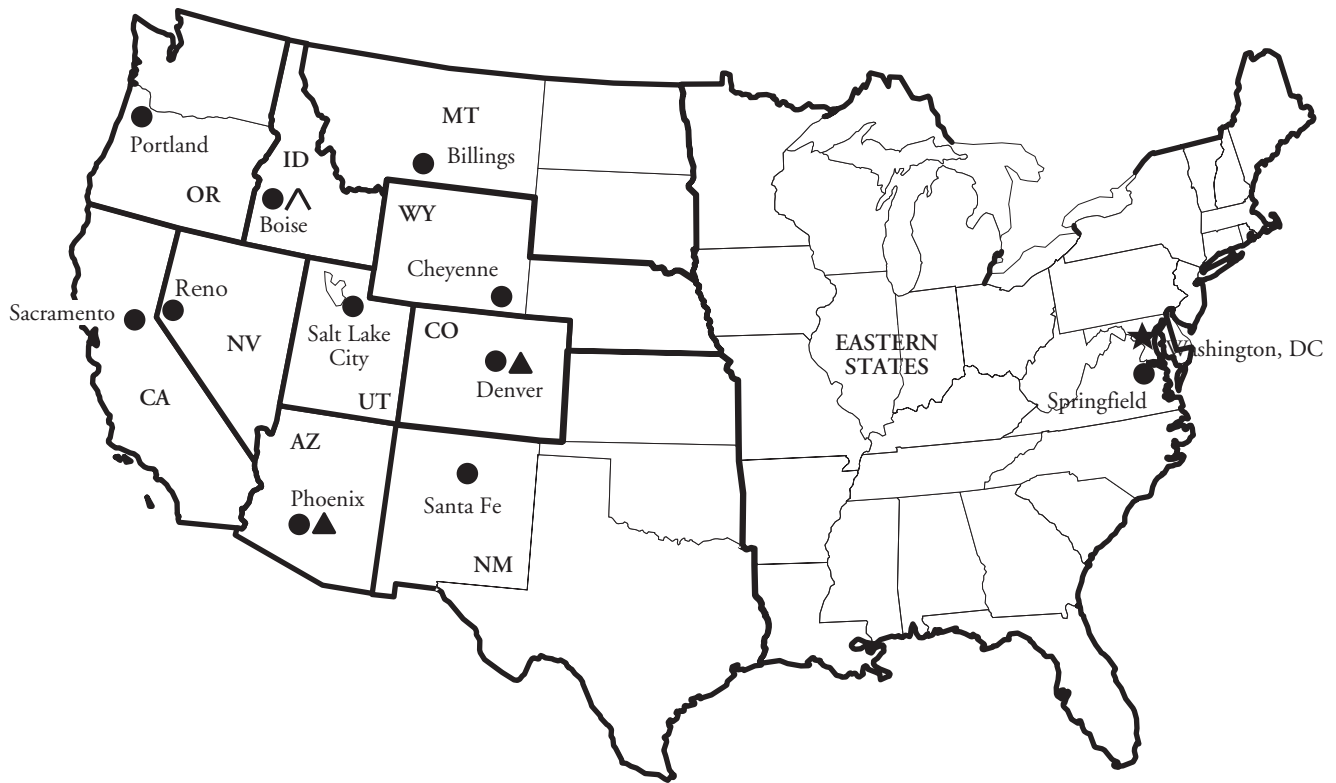 MT
Portland
Billings
ID
OR
WY
Boise
Cheyenne
Reno
Sacramento
CO
Salt Lake
City
NV
EASTERN
STATES
Washington, DC
Denver
CA
UT
Springfield
AZ
Phoenix
Santa Fe
NM